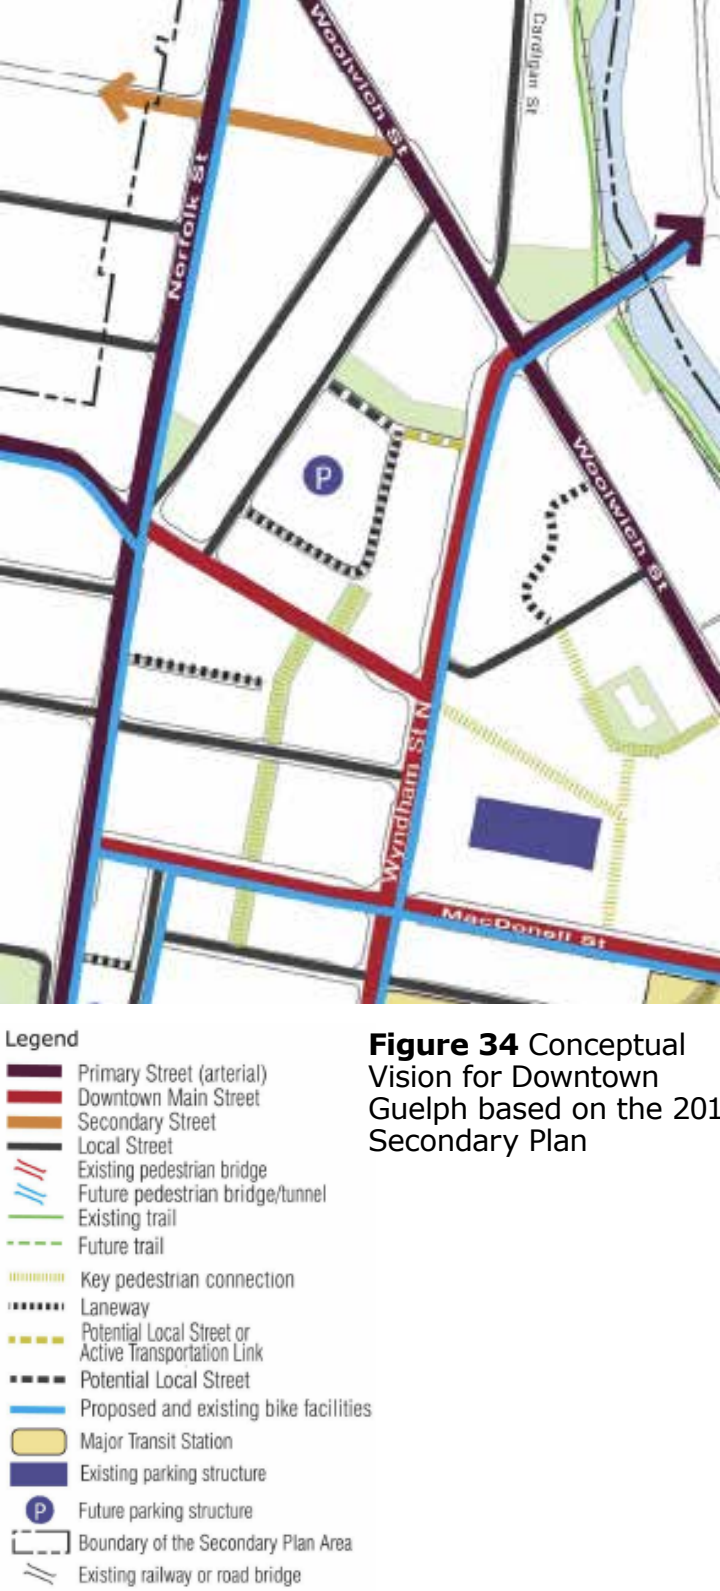 Woolwich St
Cardigan St
Norfolk St
P
Woolwich St
Wyndham St N
MacDonell St
Legend
Primary Street (arterial)
Downtown Main Street
Secondary Street
Local Street
Existing pedestrian bridge
Future pedestrian bridge/tunnel
Existing trail
Future trail
Key pedestrian connection
Laneway
Potential Local Street or
Active Transportation Link
Potential Local Street
Proposed and existing bike facilities
Major Transit Station
Existing parking structure
P Future parking structure
Boundary of the Secondary Plan Area
Existing railway or road bridge
Figure 34 Conceptual
Vision for Downtown
Guelph based on the 201
Secondary Plan